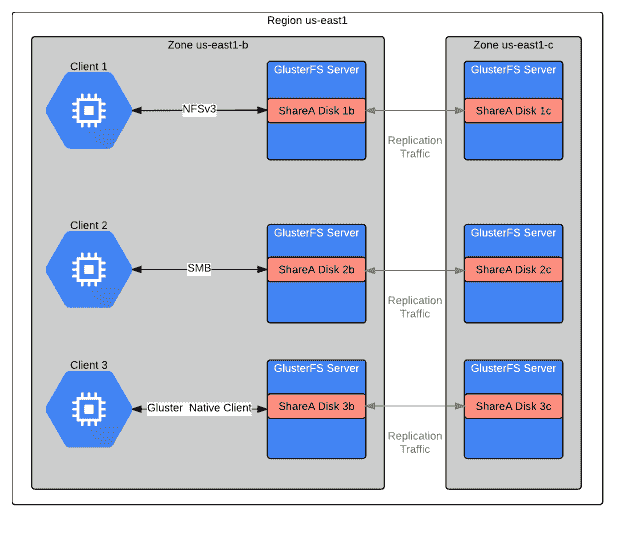 Region us-east1
Zone us-east1-b
Zone us-east1-c
Client 1
GlusterFS Server
GlusterFS Server
NFSv3
ShareA Disk 1b
ShareA Disk 1c
Replication
Traffic
Client 2
GlusterFS Server
GlusterFS Server
SMB
ShareA Disk 2b
ShareA Disk 2c
Replication
Traffic
Client 3
GlusterFS Server
GlusterFS Server
Gluster Native Client
ShareA Disk 3b
ShareA Disk 3c
Replication
Traffic